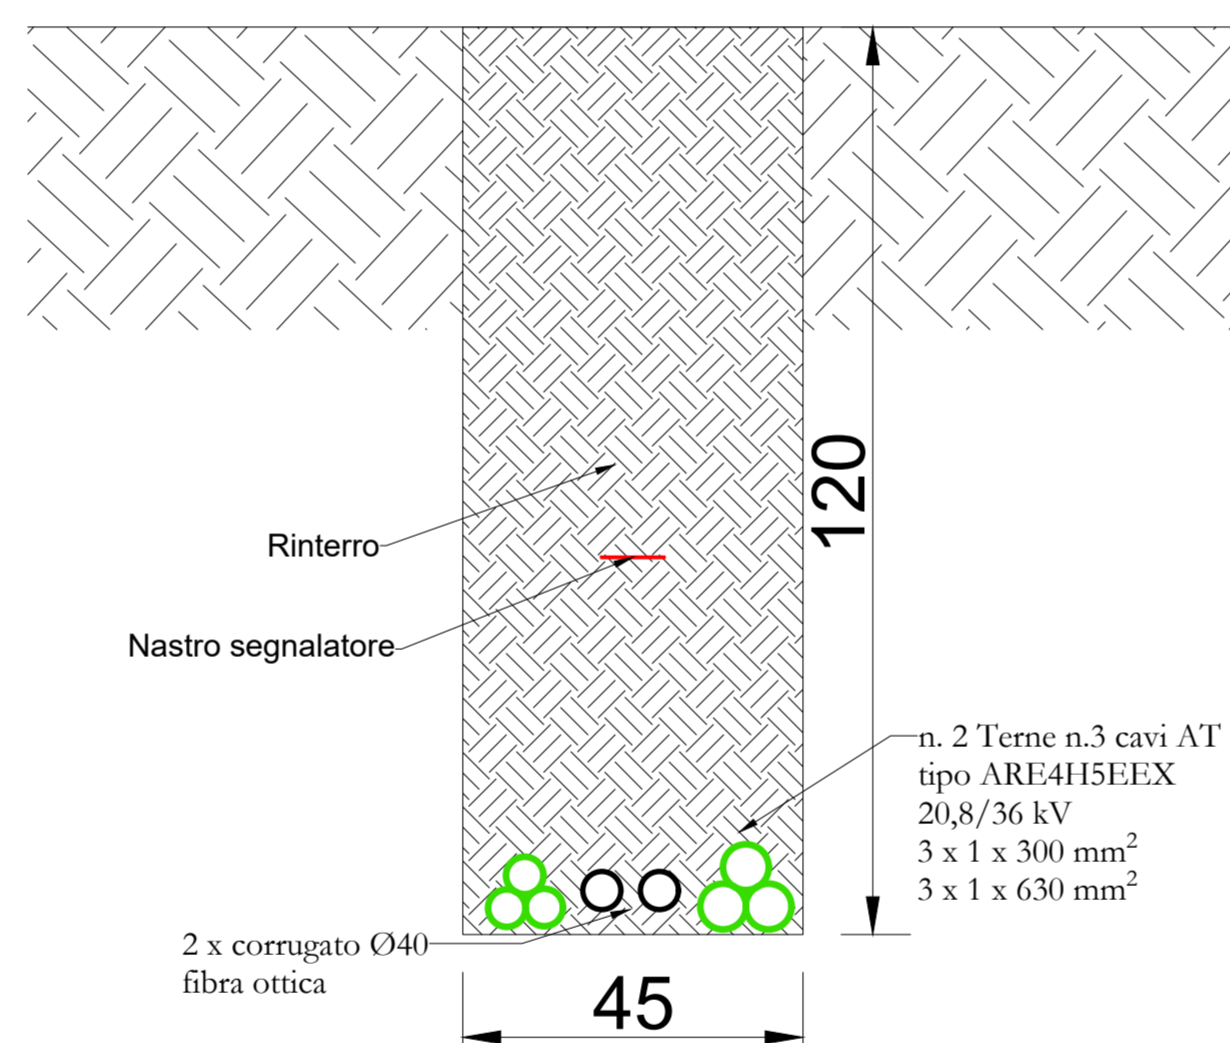 120
Rinterro
Nastro segnalatore
n. 2 Terne n.3 cavi AT
tipo ARE4H5EEX
20,8/36 kV
3 x 1 x 300 mm²
3 x 1 x 630 mm²
2 x corrugato Ø40
fibra ottica
45